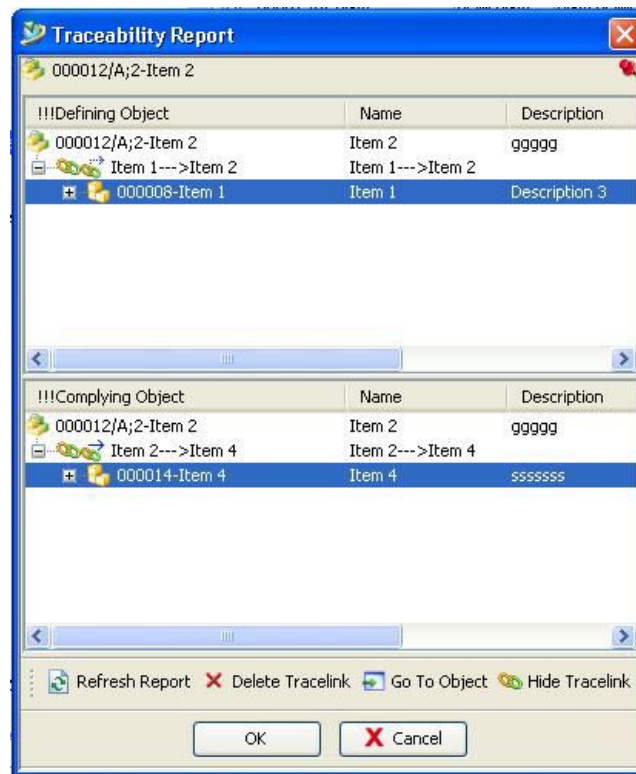 Traceability Report
000012/A;2-Item 2
!!!Defining Object Name Description
000012/A;2-Item 2 Item 2 ggggg
Item 1--->Item 2 Item 1--->Item 2
000008-Item 1 Item 1 Description 3
!!!Complying Object Name Description
000012/A;2-Item 2 Item 2 ggggg
Item 2--->Item 4 Item 2--->Item 4
000014-Item 4 Item 4 sssssss
Refresh Report Delete Tracelink Go To Object Hide Tracelink
OK Cancel